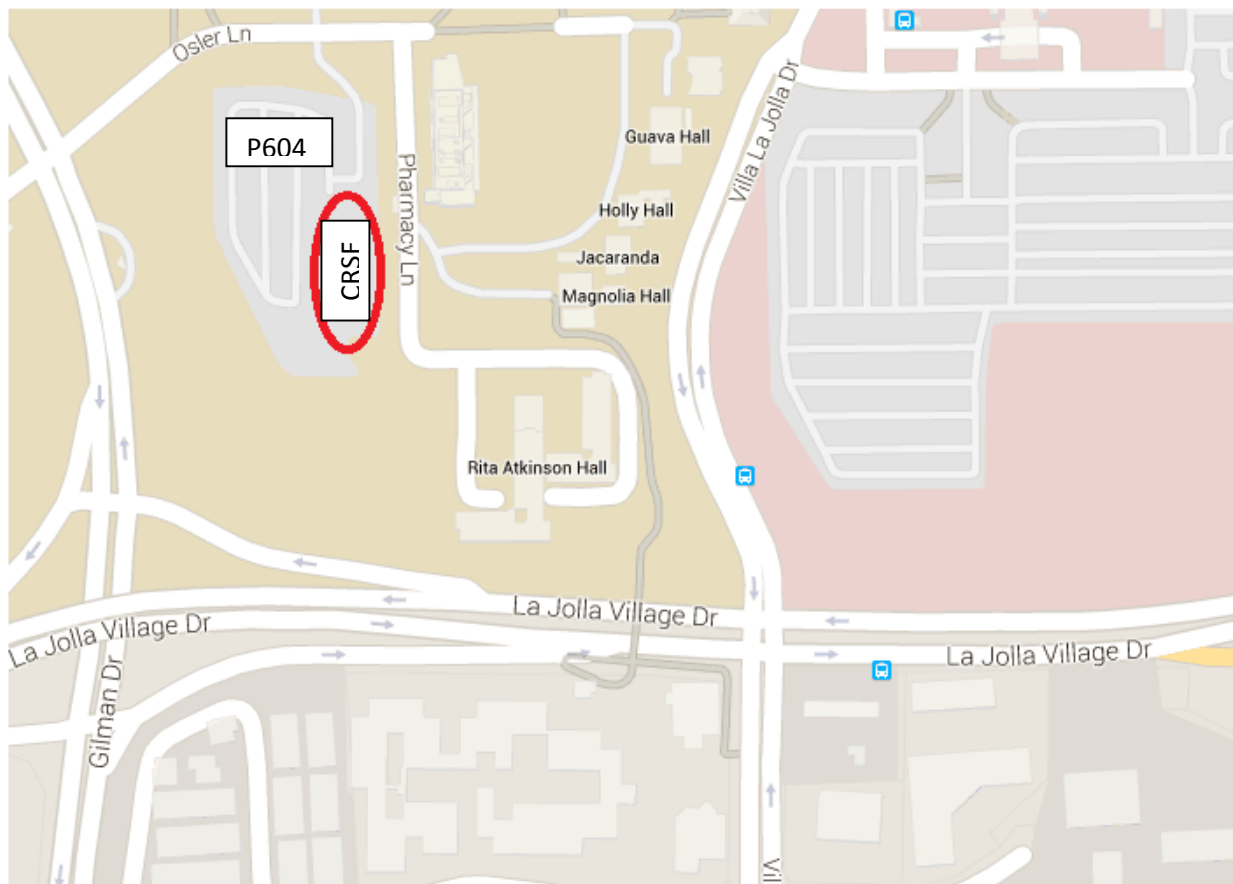 Osler Ln
P604
Pharmacy Ln
CRSF
Guava Hall
Villa La Jolla Dr
Holly Hall
Jacaranda
Magnolia Hall
Rita Atkinson Hall
La Jolla Village Dr
La Jolla Village Dr
La Jolla Village Dr
Gilman Dr
Vil